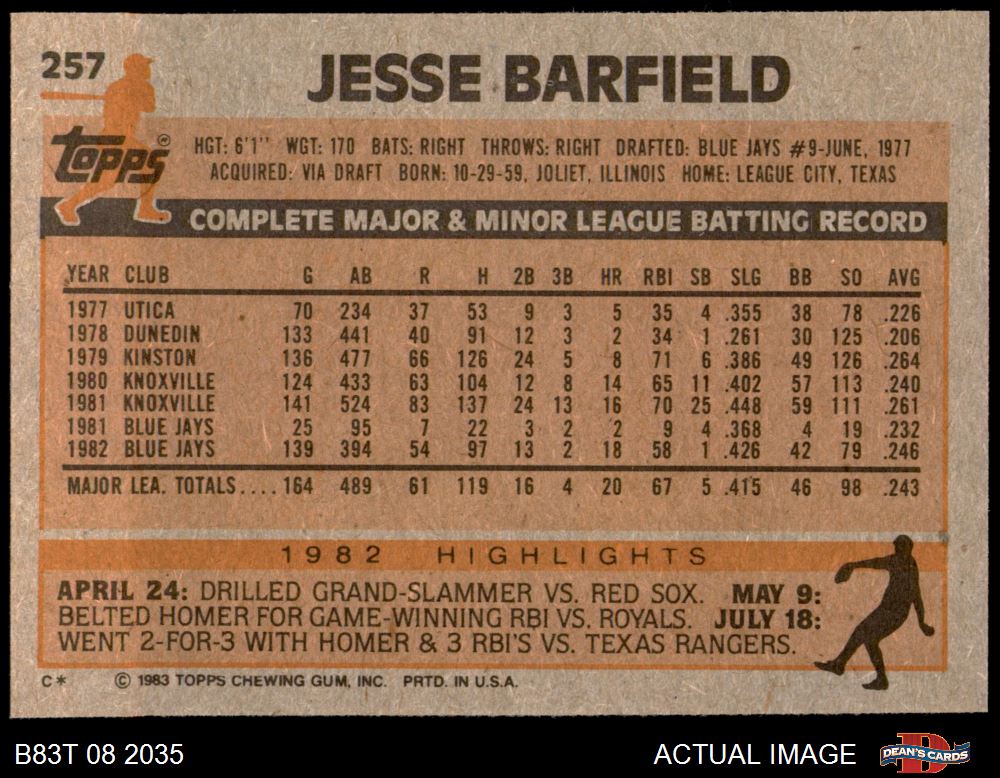 257
JESSE BARFIELD
topps
HGT: 6'1" WGT: 170 BATS: RIGHT THROWS: RIGHT DRAFTED: BLUE JAYS #9-JUNE, 1977
ACQUIRED: VIA DRAFT BORN: 10-29-59, JOLIET, ILLINOIS HOME: LEAGUE CITY, TEXAS
COMPLETE MAJOR & MINOR LEAGUE BATTING RECORD
YEAR CLUB G AB R H 2B 3B HR RBI SB SLG BB SO AVG
1977 UTICA 70 234 37 53 9 3 5 35 4 .355 38 78 .226
1978 DUNEDIN 133 441 40 91 12 3 2 34 1 .261 30 125 .206
1979 KINSTON 136 477 66 126 24 5 8 71 6 .386 49 126 .264
1980 KNOXVILLE 124 433 63 104 12 8 14 65 11 .402 57 113 .240
1981 KNOXVILLE 141 524 83 137 24 13 16 70 25 .448 59 111 .261
1981 BLUE JAYS 25 95 7 22 3 2 2 9 4 .368 4 19 .232
1982 BLUE JAYS 139 394 54 97 13 2 18 58 1 .426 42 79 .246
MAJOR LEA. TOTALS.... 164 489 61 119 16 4 20 67 5 .415 46 98 .243
1982 HIGHLIGHTS
APRIL 24: DRILLED GRAND-SLAMMER VS. RED SOX. MAY 9:
BELTED HOMER FOR GAME-WINNING RBI VS. ROYALS. JULY 18:
WENT 2-FOR-3 WITH HOMER & 3 RBI'S VS. TEXAS RANGERS.
C* © 1983 TOPPS CHEWING GUM, INC. PRTD. IN U.S.A.
B83T 08 2035
ACTUAL IMAGE
DEAN'S CARDS